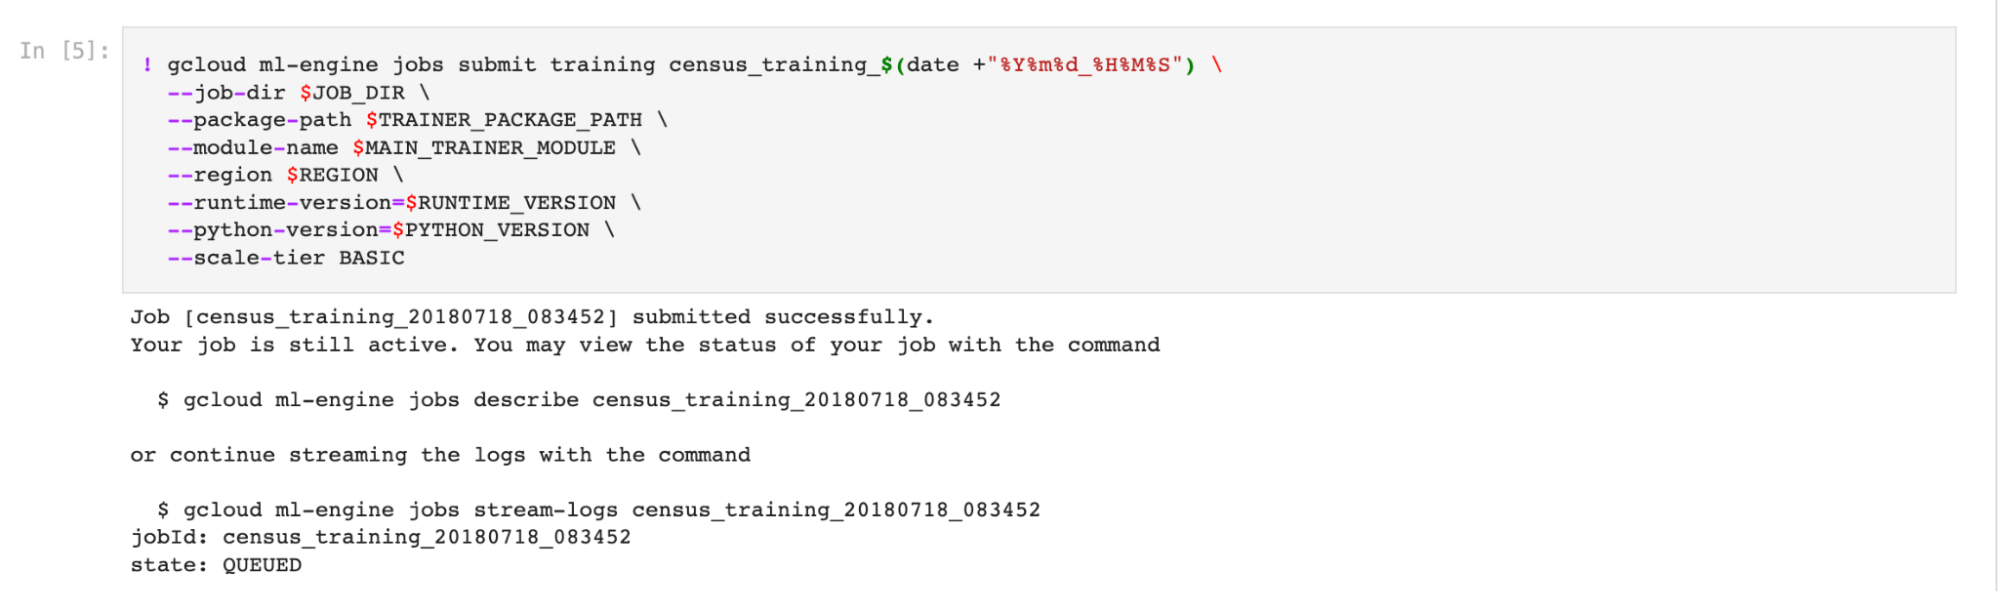 In [5]:
! gcloud ml-engine jobs submit training census_training_$(date +"%Y%m%d_%H%M%S") \
--job-dir $JOB_DIR \
--package-path $TRAINER_PACKAGE_PATH \
--module-name $MAIN_TRAINER_MODULE \
--region $REGION \
--runtime-version=$RUNTIME_VERSION \
--python-version=$PYTHON_VERSION \
--scale-tier BASIC
Job [census_training_20180718_083452] submitted successfully.
Your job is still active. You may view the status of your job with the command
$ gcloud ml-engine jobs describe census_training_20180718_083452
or continue streaming the logs with the command
$ gcloud ml-engine jobs stream-logs census_training_20180718_083452
jobId: census_training_20180718_083452
state: QUEUED